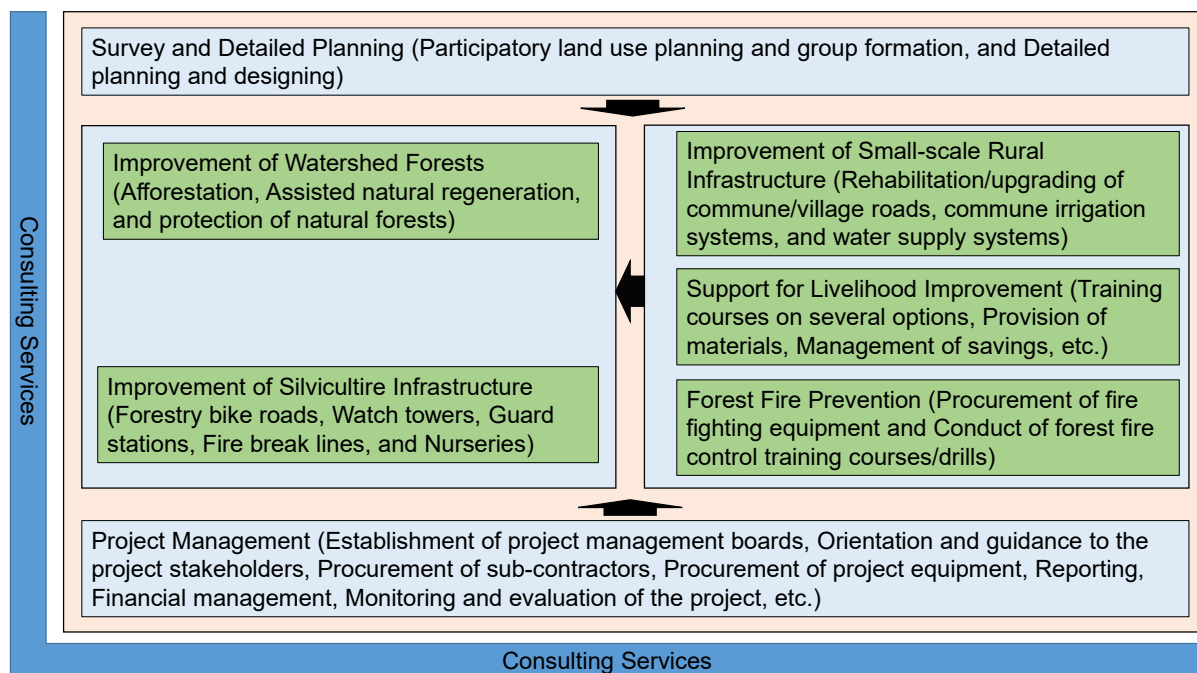 Consulting Services
Survey and Detailed Planning (Participatory land use planning and group formation, and Detailed
planning and designing)
Improvement of Watershed Forests
(Afforestation, Assisted natural regeneration,
and protection of natural forests)
Improvement of Silvicultire Infrastructure
(Forestry bike roads, Watch towers, Guard
stations, Fire break lines, and Nurseries)
Improvement of Small-scale Rural
Infrastructure (Rehabilitation/upgrading of
commune/village roads, commune irrigation
systems, and water supply systems)
Support for Livelihood Improvement (Training
courses on several options, Provision of
materials, Management of savings, etc.)
Forest Fire Prevention (Procurement of fire
fighting equipment and Conduct of forest fire
control training courses/drills)
Project Management (Establishment of project management boards, Orientation and guidance to the
project stakeholders, Procurement of sub-contractors, Procurement of project equipment, Reporting,
Financial management, Monitoring and evaluation of the project, etc.)
Consulting Services